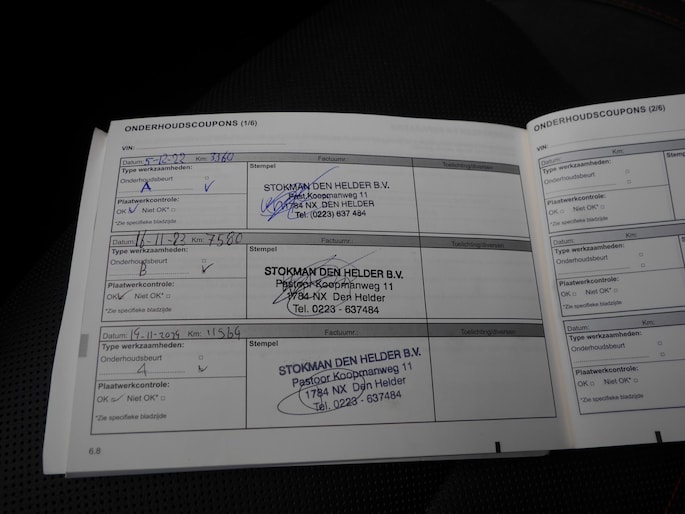 ONDERHOUDSCOUPONS (1/6)
VIN:
Datum: 5-12-22 Km: 3360
Factuurnr.:
Toelichting/diversen
Type werkzaamheden:
Stempel
Onderhoudsbeurt
A
STOKMAN DEN HELDER B.V.
Past. Koopmanweg 11
1784 NX DEN HELDER
Tel. (0223) 637 484
Plaatwerkcontrole:
OK Niet OK*
*Zie specifieke bladzijde
Datum: 16-11-23 Km: 7580
Factuurnr.:
Toelichting/diversen
Type werkzaamheden:
Stempel
Onderhoudsbeurt
B
STOKMAN DEN HELDER B.V.
Pastoor Koopmanweg 11
1784 NX Den Helder
Tel. 0223 - 637484
Plaatwerkcontrole:
OK Niet OK*
*Zie specifieke bladzijde
Datum: 14-11-2024 Km: 11564
Factuurnr.:
Toelichting/diversen
Type werkzaamheden:
Stempel
Onderhoudsbeurt
A
STOKMAN DEN HELDER B.V.
Pastoor Koopmanweg 11
1784 NX Den Helder
Tel. 0223 - 637484
Plaatwerkcontrole:
OK Niet OK*
*Zie specifieke bladzijde
6.8
ONDERHOUDSCOUPONS (2/6)
VIN:
Datum: Km:
Type werkzaamheden:
Onderhoudsbeurt
Plaatwerkcontrole:
OK Niet OK*
*Zie specifieke bladzijde
Datum: Km:
Type werkzaamheden:
Onderhoudsbeurt
Plaatwerkcontrole:
OK Niet OK*
*Zie specifieke bladzijde
Datum: Km:
Type werkzaamheden:
Onderhoudsbeurt
Plaatwerkcontrole:
OK Niet OK*
*Zie specifieke bladzijde